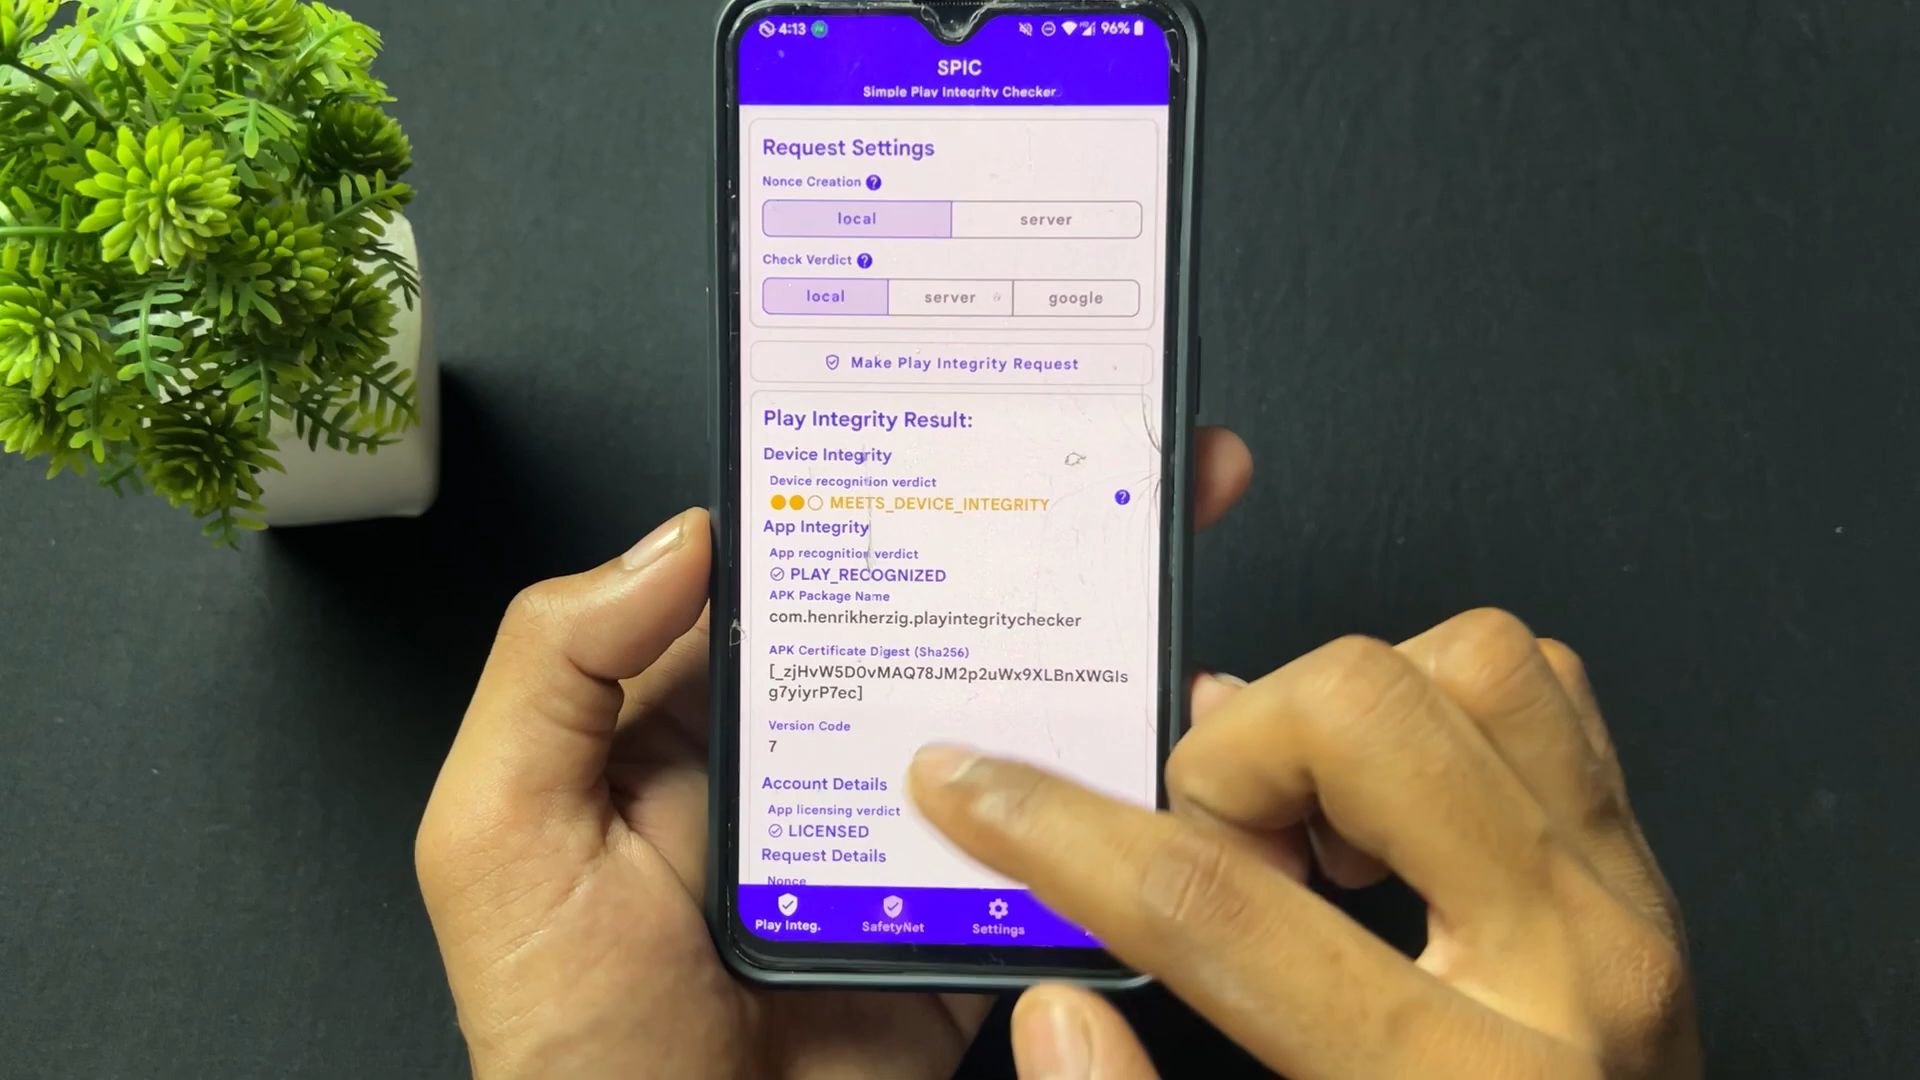 4:13
96%
SPIC
Simple Play Integrity Checker
Request Settings
Nonce Creation ?
local server
Check Verdict ?
local server google
Make Play Integrity Request
Play Integrity Result:
Device Integrity
Device recognition verdict
MEETS_DEVICE_INTEGRITY ?
App Integrity
App recognition verdict
PLAY_RECOGNIZED
APK Package Name
com.henrikherzig.playintegritychecker
APK Certificate Digest (Sha256)
[_zjHvW5D0vMAQ78JM2p2uWx9XLBnXWGIs
g7yiyrP7ec]
Version Code
7
Account Details
App licensing verdict
LICENSED
Request Details
Nonce
Play Integ. SafetyNet Settings